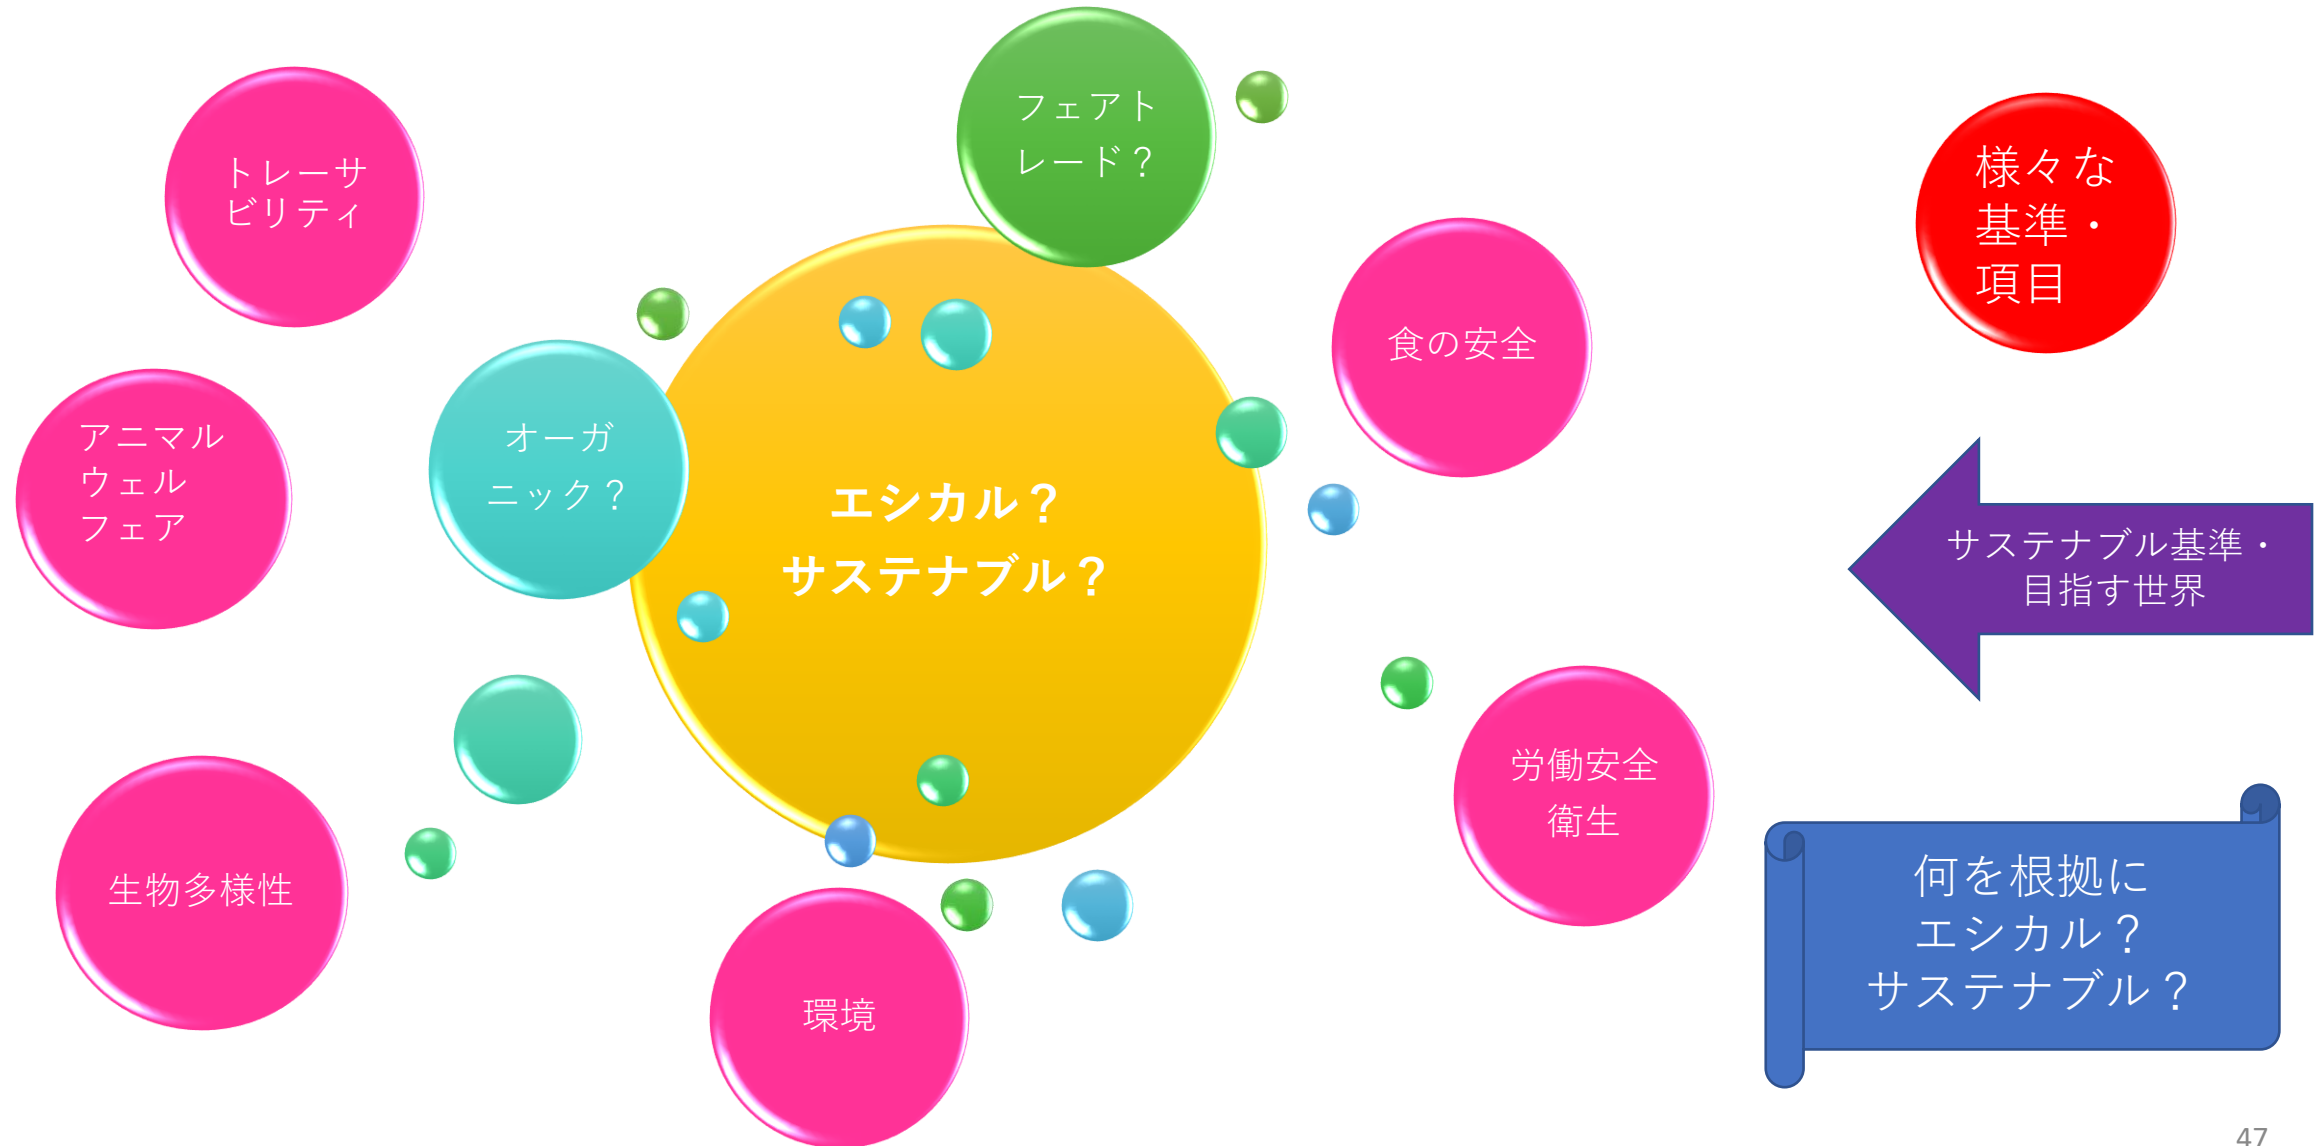 フェアト
レード？
トレーサ
ビリティ
様々な
基準・
項目
食の安全
アニマル
ウェル
フェア
オーガ
ニック？
エシカル？
サステナブル？
サステナブル基準・
目指す世界
労働安全
衛生
生物多様性
何を根拠に
エシカル？
サステナブル？
環境
47